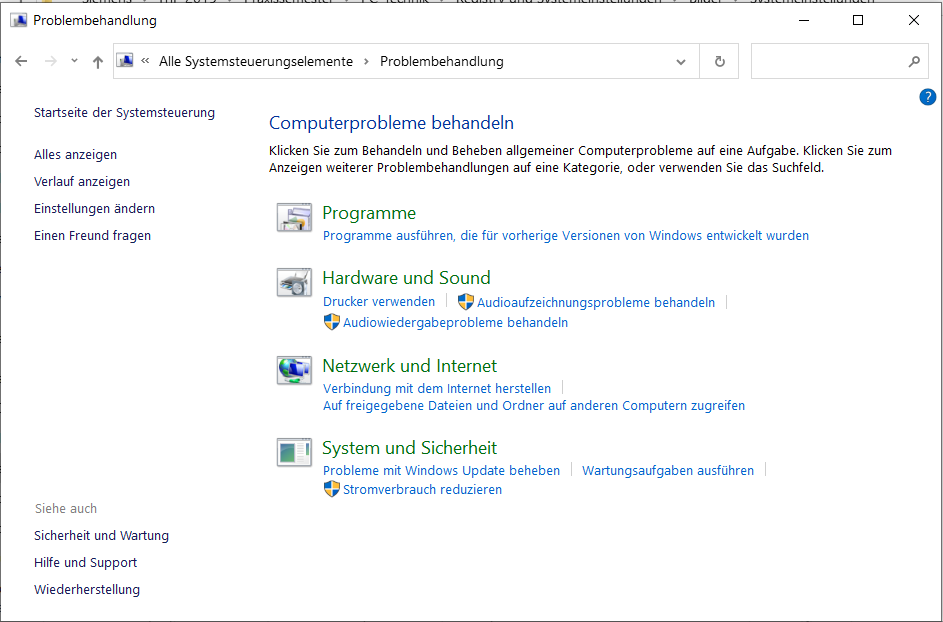 Problembehandlung
« Alle Systemsteuerungselemente › Problembehandlung
?
Startseite der Systemsteuerung
Alles anzeigen
Verlauf anzeigen
Einstellungen ändern
Einen Freund fragen
Computerprobleme behandeln
Klicken Sie zum Behandeln und Beheben allgemeiner Computerprobleme auf eine Aufgabe. Klicken Sie zum
Anzeigen weiterer Problembehandlungen auf eine Kategorie, oder verwenden Sie das Suchfeld.
Programme
Programme ausführen, die für vorherige Versionen von Windows entwickelt wurden
Hardware und Sound
Drucker verwenden | Audioaufzeichnungsprobleme behandeln |
Audiowiedergabeprobleme behandeln
Netzwerk und Internet
Verbindung mit dem Internet herstellen |
Auf freigegebene Dateien und Ordner auf anderen Computern zugreifen
System und Sicherheit
Probleme mit Windows Update beheben | Wartungsaufgaben ausführen |
Stromverbrauch reduzieren
Siehe auch
Sicherheit und Wartung
Hilfe und Support
Wiederherstellung